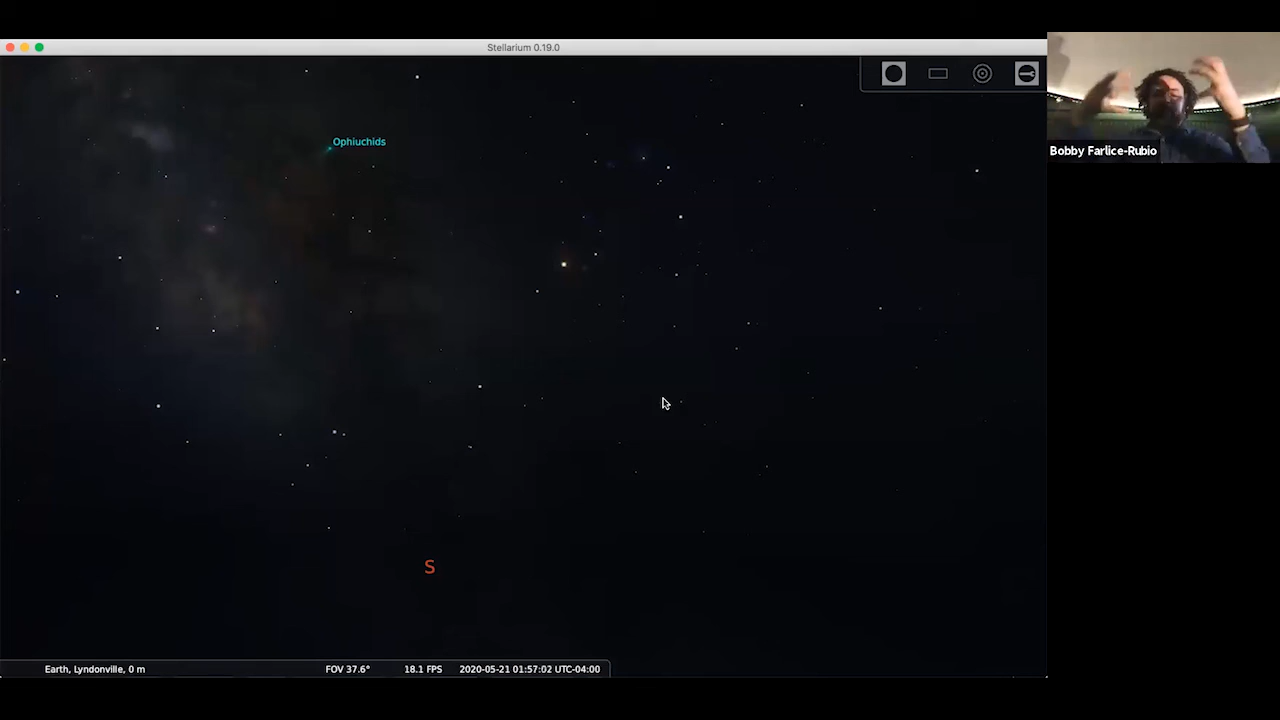 Stellarium 0.19.0
Ophiuchids
Bobby Farlice-Rubio
S
Earth, Lyndonville, 0 m FOV 37.6° 18.1 FPS 2020-05-21 01:57:02 UTC-04:00